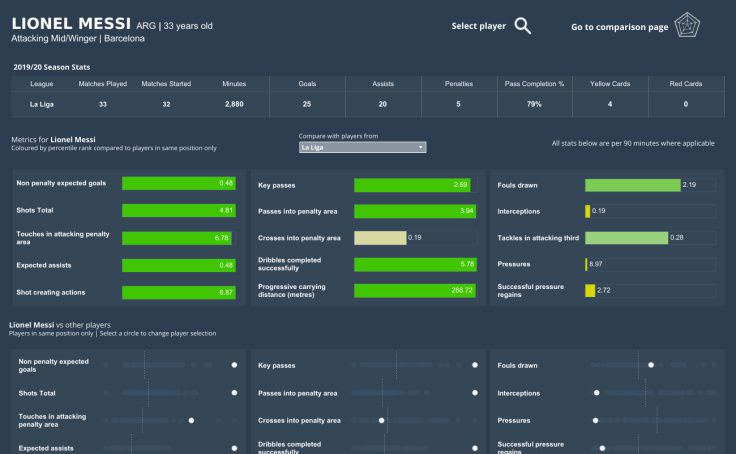 LIONEL MESSI ARG | 33 years old
Attacking Mid/Winger | Barcelona
Select player
Go to comparison page
2019/20 Season Stats
League Matches Played Matches Started Minutes Goals Assists Penalties Pass Completion % Yellow Cards Red Cards
La Liga 33 32 2,880 25 20 5 79% 4 0
Metrics for Lionel Messi
Coloured by percentile rank compared to players in same position only
Compare with players from
La Liga
All stats below are per 90 minutes where applicable
Non penalty expected goals 0.48
Shots Total 4.81
Touches in attacking penalty
area 6.78
Expected assists 0.48
Shot creating actions 6.87
Key passes 2.69
Passes into penalty area 3.94
Crosses into penalty area 0.19
Dribbles completed
successfully 5.78
Progressive carrying
distance (metres) 288.72
Fouls drawn 2.19
Interceptions 0.19
Tackles in attacking third 0.28
Pressures 8.97
Successful pressure
regains 2.72
Lionel Messi vs other players
Players in same position only | Select a circle to change player selection
Non penalty expected
goals
Shots Total
Touches in attacking
penalty area
Expected assists
Key passes
Passes into penalty area
Crosses into penalty area
Dribbles completed
successfully
Fouls drawn
Interceptions
Pressures
Successful pressure
regains